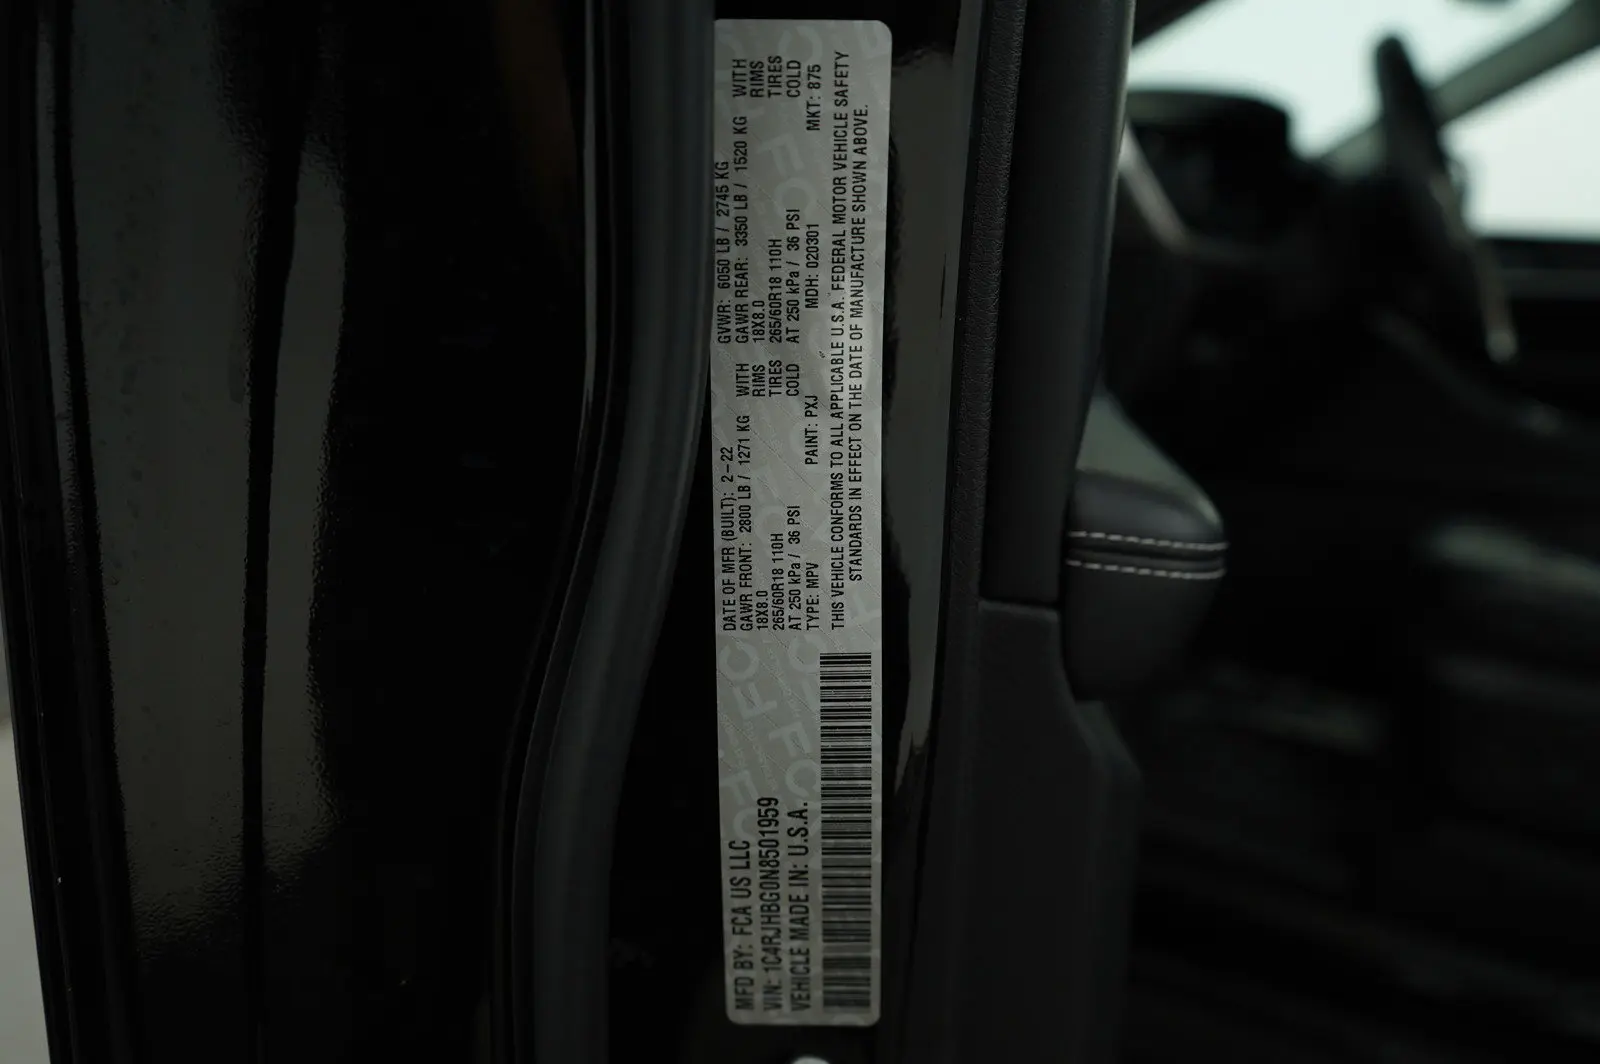 MFD BY: FCA US LLC
VIN: 1C4RJHBG0N8501959
VEHICLE MADE IN: U.S.A.
DATE OF MFR (BUILT): 2-22 GVWR: 6050 LB / 2745 KG
GAWR FRONT: 2800 LB / 1271 KG WITH GAWR REAR: 3350 LB / 1520 KG WITH
18X8.0 RIMS 18X8.0 RIMS
265/60R18 110H TIRES 265/60R18 110H TIRES
AT 250 kPa / 36 PSI COLD AT 250 kPa / 36 PSI COLD
TYPE: MPV PAINT: PXJ MDH: 020301 MKT: 875
THIS VEHICLE CONFORMS TO ALL APPLICABLE U.S.A. FEDERAL MOTOR VEHICLE SAFETY
STANDARDS IN EFFECT ON THE DATE OF MANUFACTURE SHOWN ABOVE.